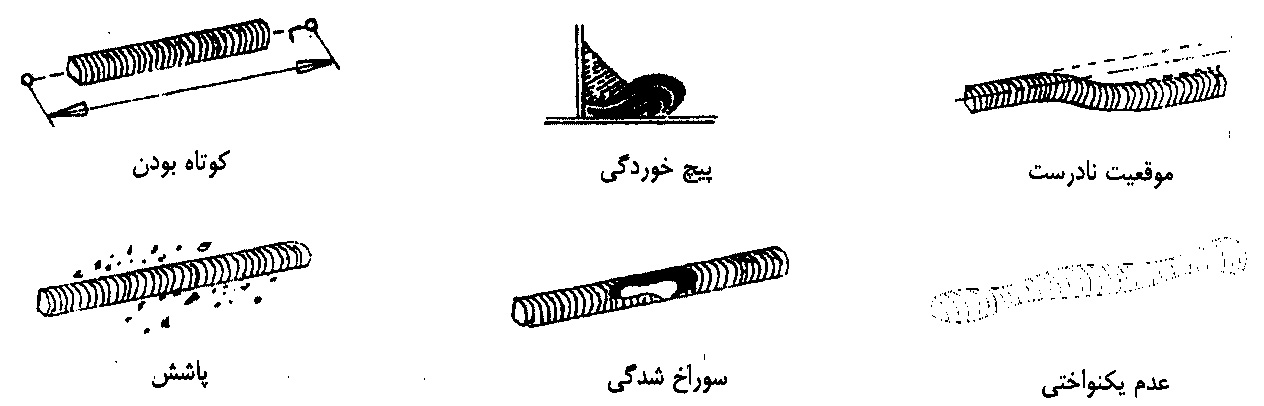 موقعیت نادرست
پیچ خوردگی
کوتاه بودن
عدم یکنواختی
سوراخ شدگی
پاشش